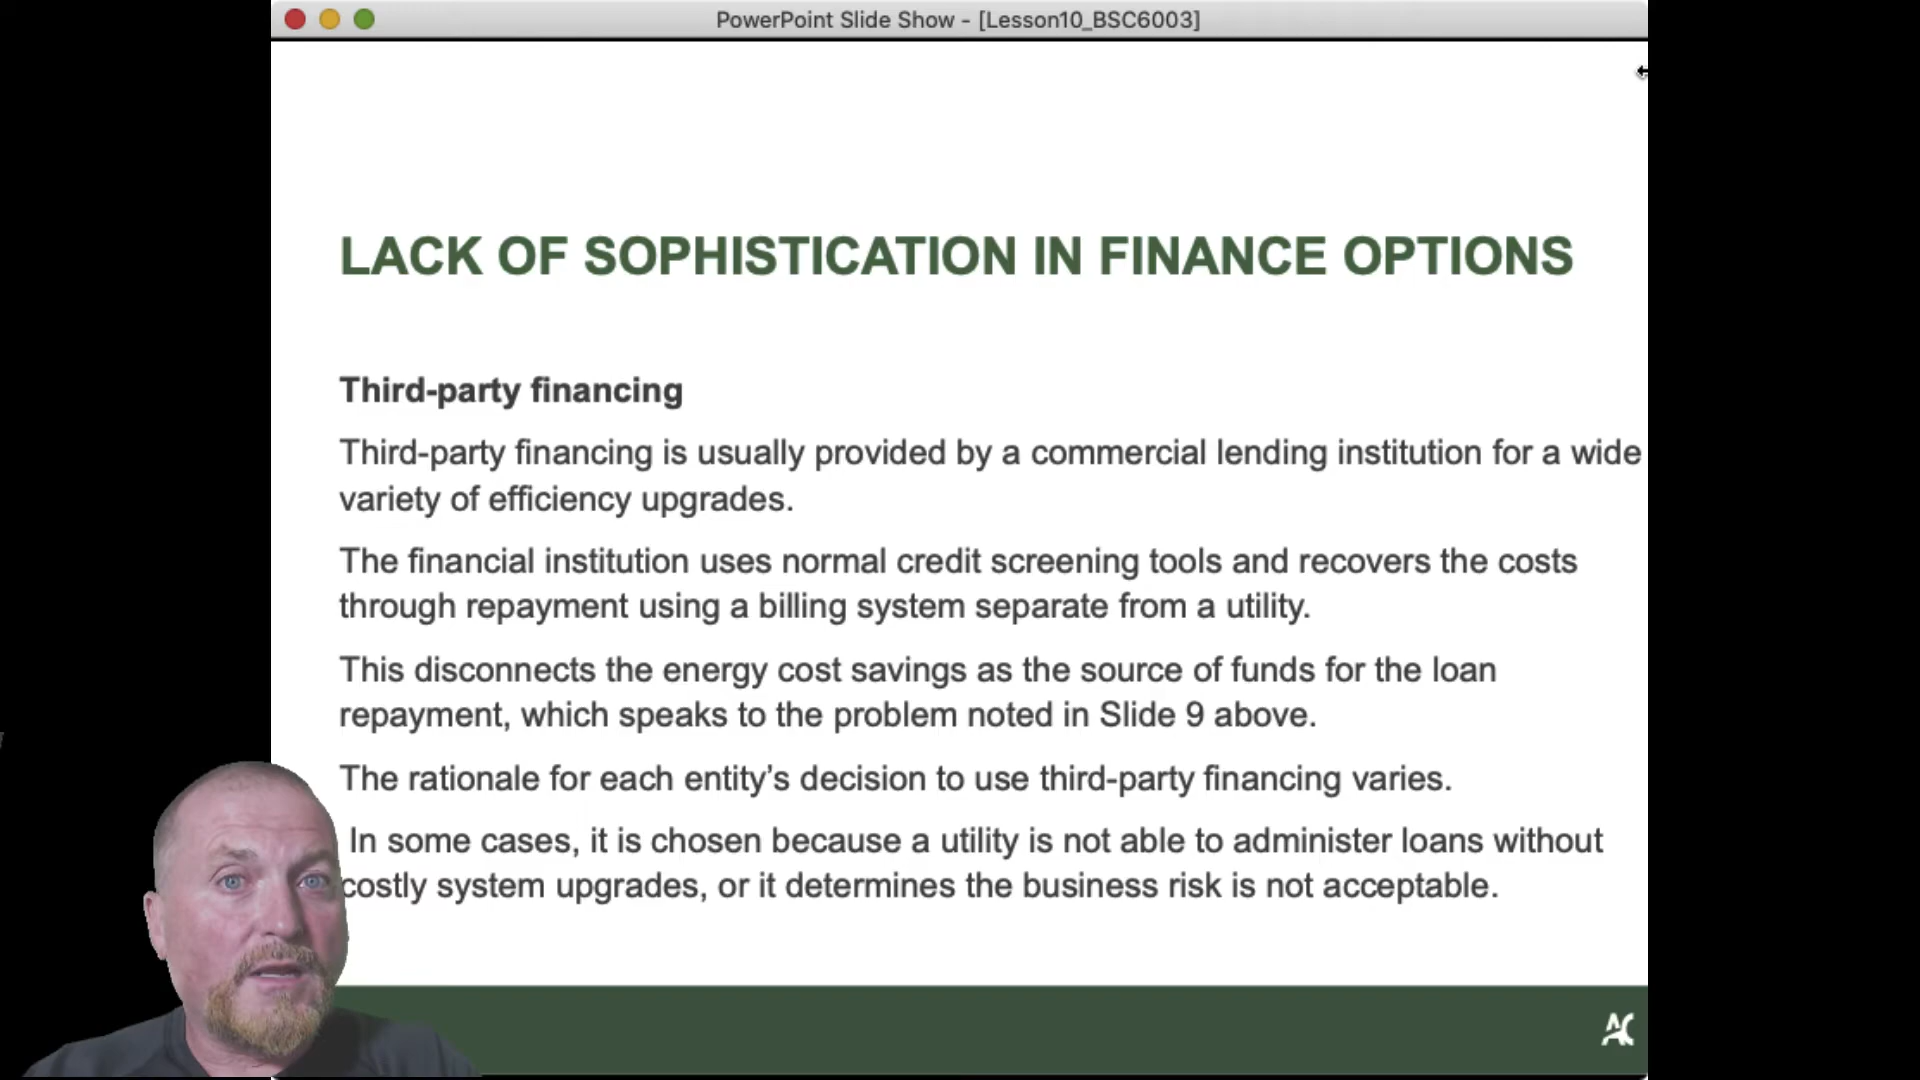 PowerPoint Slide Show - [Lesson10_BSC6003]
LACK OF SOPHISTICATION IN FINANCE OPTIONS
Third-party financing
Third-party financing is usually provided by a commercial lending institution for a wide
variety of efficiency upgrades.
The financial institution uses normal credit screening tools and recovers the costs
through repayment using a billing system separate from a utility.
This disconnects the energy cost savings as the source of funds for the loan
repayment, which speaks to the problem noted in Slide 9 above.
The rationale for each entity’s decision to use third-party financing varies.
In some cases, it is chosen because a utility is not able to administer loans without
costly system upgrades, or it determines the business risk is not acceptable.
AC